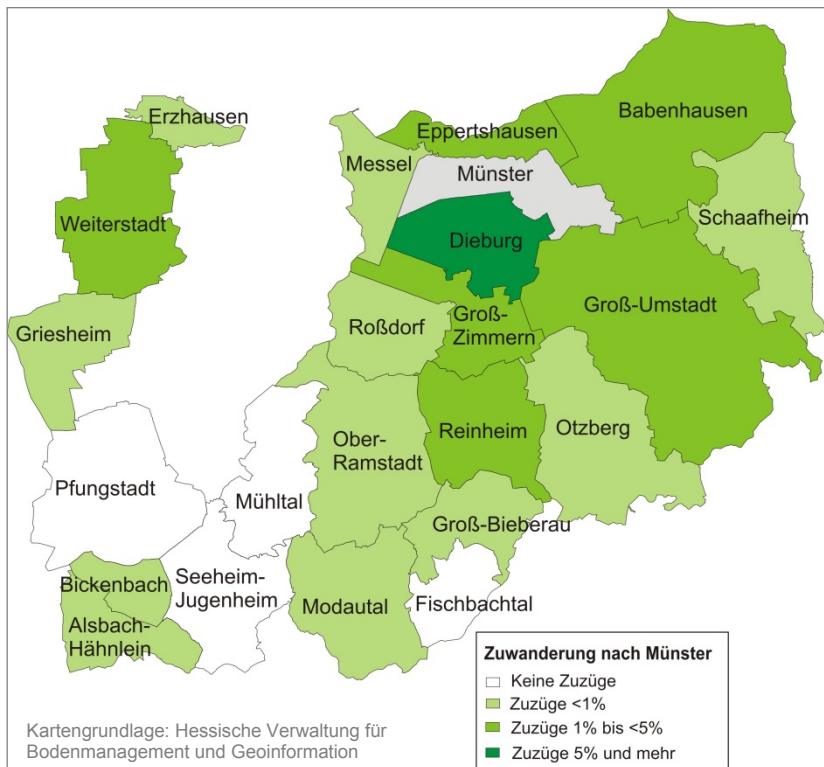 Erzhausen
Babenhausen
Eppertshausen
Messel
Münster
Schaafheim
Weiterstadt
Dieburg
Groß-Umstadt
Griesheim
Roßdorf
Groß-
Zimmern
Ober-
Ramstadt
Reinheim
Otzberg
Pfungstadt
Mühltal
Groß-Bieberau
Bickenbach
Seeheim-
Jugenheim
Modautal
Fischbachtal
Alsbach-
Hähnlein
Zuwanderung nach Münster
Keine Zuzüge
Zuzüge <1%
Zuzüge 1% bis <5%
Zuzüge 5% und mehr
Kartengrundlage: Hessische Verwaltung für
Bodenmanagement und Geoinformation